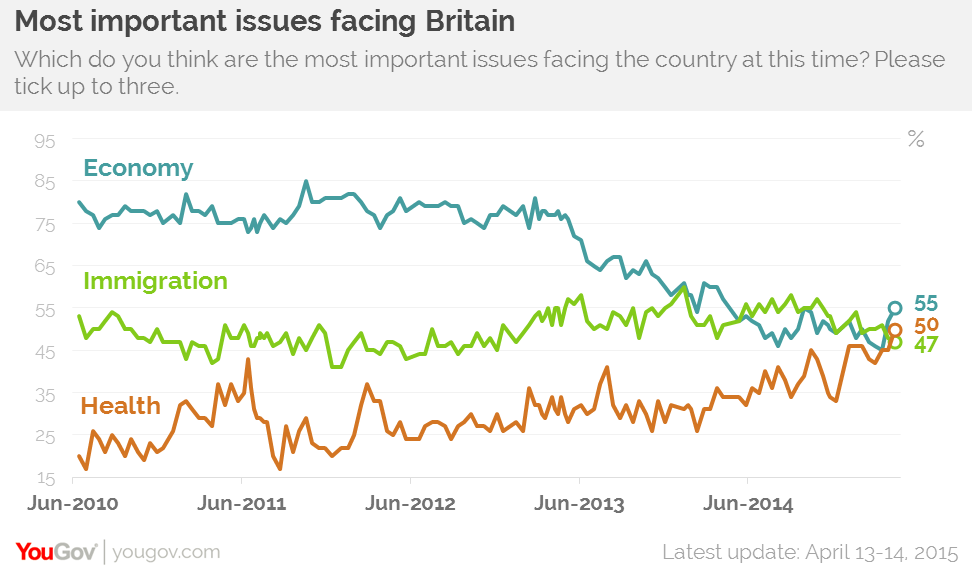 Most important issues facing Britain
Which do you think are the most important issues facing the country at this time? Please
tick up to three.
95
%
85
Economy
75
65
Immigration
55
55
50
45
47
35
Health
25
15
Jun-2010
Jun-2011
Jun-2012
Jun-2013
Jun-2014
YouGov | yougov.com
Latest update: April 13-14, 2015